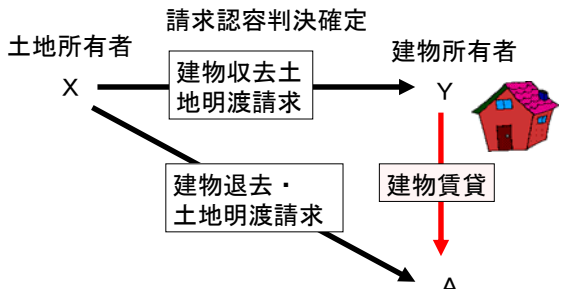 請求認容判決確定
土地所有者
建物所有者
X
建物収去土
地明渡請求
Y
建物退去・
土地明渡請求
建物賃貸
A